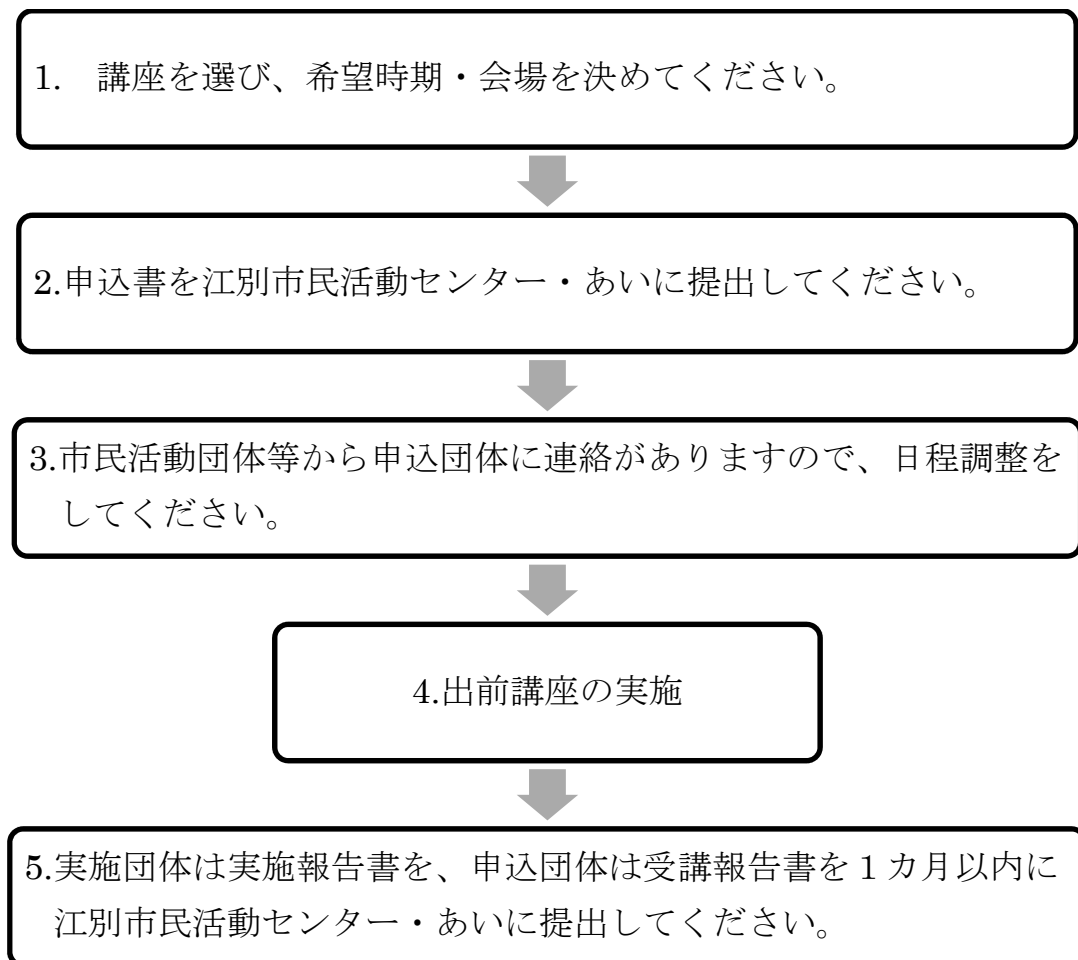 1.　講座を選び、希望時期・会場を決めてください。
2.申込書を江別市民活動センター・あいに提出してください。
3.市民活動団体等から申込団体に連絡がありますので、日程調整を
してください。
4.出前講座の実施
5.実施団体は実施報告書を、申込団体は受講報告書を１カ月以内に
江別市民活動センター・あいに提出してください。